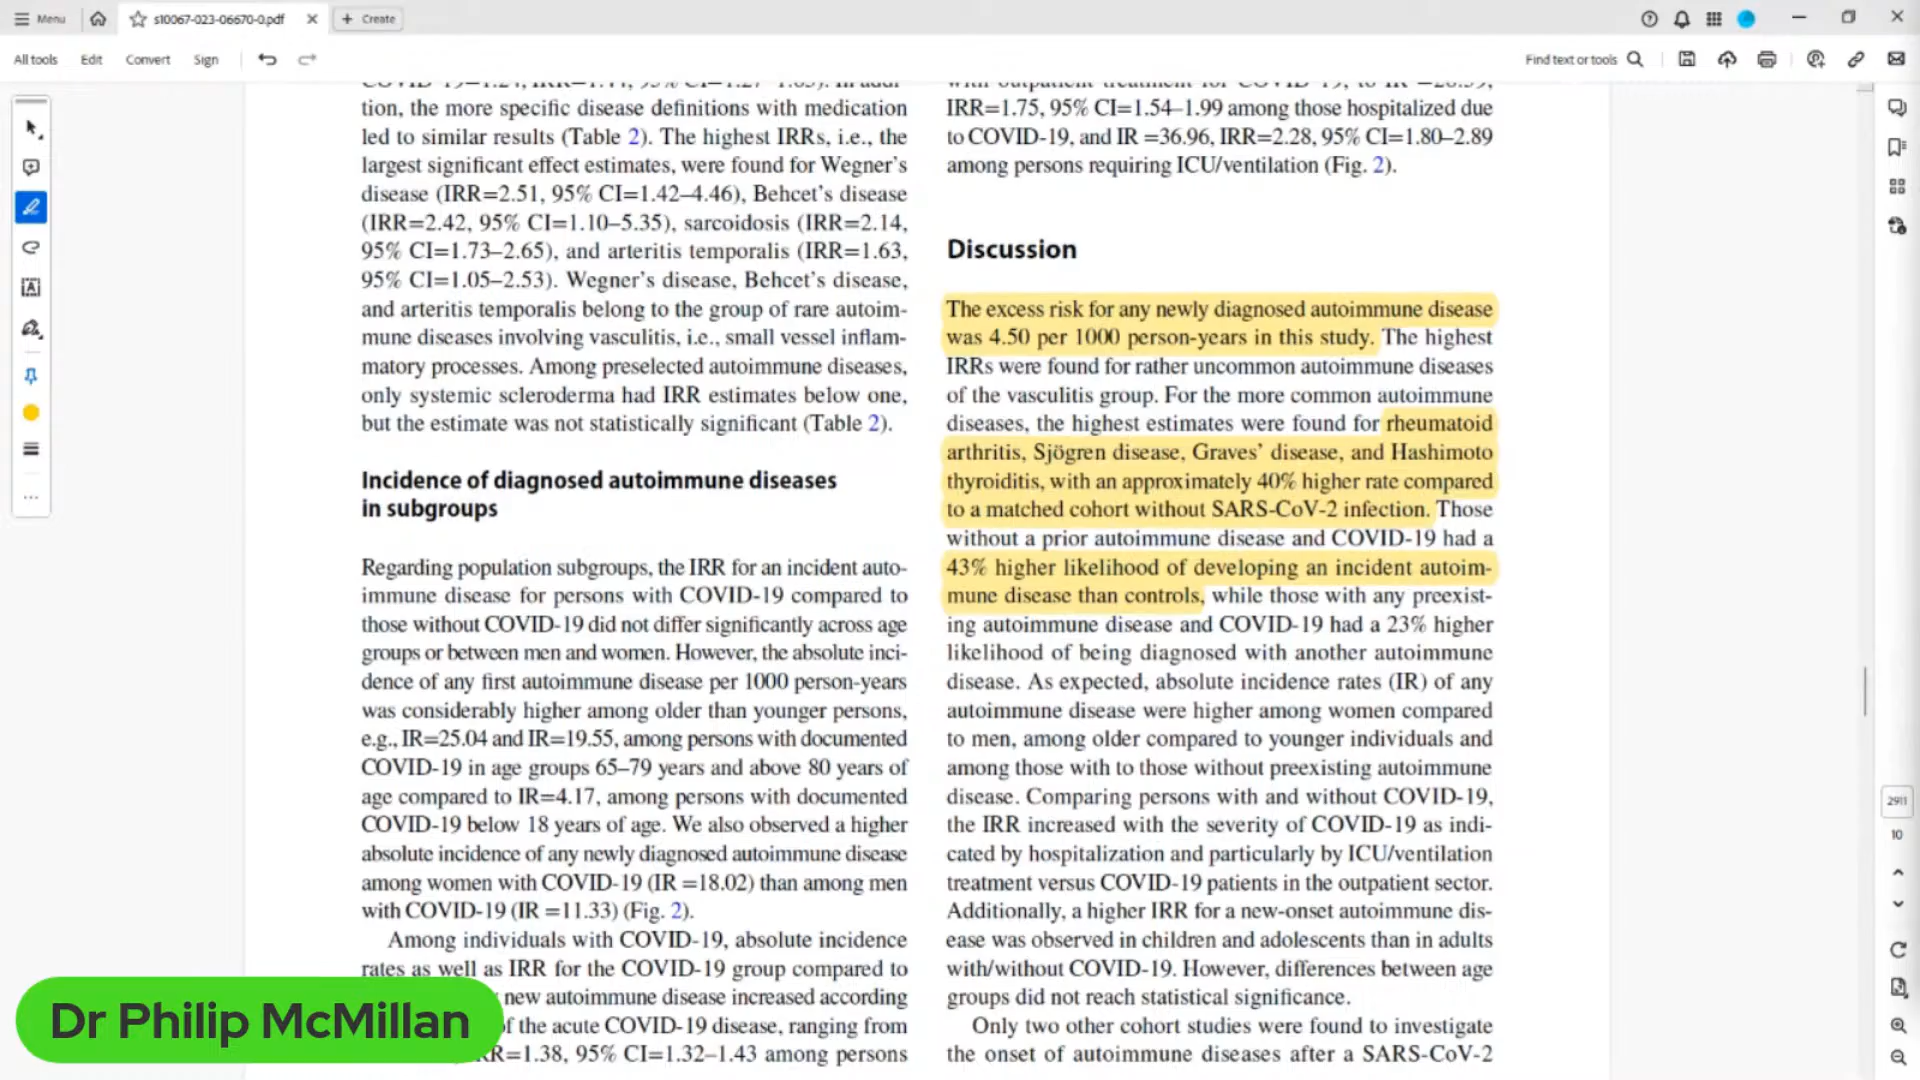 Menu
s10067-023-06670-0.pdf
Create
All tools
Edit
Convert
Sign
Find text or tools
tion, the more specific disease definitions with medication
led to similar results (Table 2). The highest IRRs, i.e., the
largest significant effect estimates, were found for Wegner's
disease (IRR=2.51, 95% CI=1.42–4.46), Behcet's disease
(IRR=2.42, 95% CI=1.10–5.35), sarcoidosis (IRR=2.14,
95% CI=1.73–2.65), and arteritis temporalis (IRR=1.63,
95% CI=1.05–2.53). Wegner's disease, Behcet's disease,
and arteritis temporalis belong to the group of rare autoim-
mune diseases involving vasculitis, i.e., small vessel inflam-
matory processes. Among preselected autoimmune diseases,
only systemic scleroderma had IRR estimates below one,
but the estimate was not statistically significant (Table 2).
Incidence of diagnosed autoimmune diseases
in subgroups
Regarding population subgroups, the IRR for an incident auto-
immune disease for persons with COVID-19 compared to
those without COVID-19 did not differ significantly across age
groups or between men and women. However, the absolute inci-
dence of any first autoimmune disease per 1000 person-years
was considerably higher among older than younger persons,
e.g., IR=25.04 and IR=19.55, among persons with documented
COVID-19 in age groups 65–79 years and above 80 years of
age compared to IR=4.17, among persons with documented
COVID-19 below 18 years of age. We also observed a higher
absolute incidence of any newly diagnosed autoimmune disease
among women with COVID-19 (IR =18.02) than among men
with COVID-19 (IR =11.33) (Fig. 2).
Among individuals with COVID-19, absolute incidence
rates as well as IRR for the COVID-19 group compared to
new autoimmune disease increased according
of the acute COVID-19 disease, ranging from
RR=1.38, 95% CI=1.32–1.43 among persons
with outpatient treatment for COVID-19, to IR =28.59,
IRR=1.75, 95% CI=1.54–1.99 among those hospitalized due
to COVID-19, and IR =36.96, IRR=2.28, 95% CI=1.80–2.89
among persons requiring ICU/ventilation (Fig. 2).
Discussion
The excess risk for any newly diagnosed autoimmune disease
was 4.50 per 1000 person-years in this study. The highest
IRRs were found for rather uncommon autoimmune diseases
of the vasculitis group. For the more common autoimmune
diseases, the highest estimates were found for rheumatoid
arthritis, Sjögren disease, Graves' disease, and Hashimoto
thyroiditis, with an approximately 40% higher rate compared
to a matched cohort without SARS-CoV-2 infection. Those
without a prior autoimmune disease and COVID-19 had a
43% higher likelihood of developing an incident autoim-
mune disease than controls, while those with any preexist-
ing autoimmune disease and COVID-19 had a 23% higher
likelihood of being diagnosed with another autoimmune
disease. As expected, absolute incidence rates (IR) of any
autoimmune disease were higher among women compared
to men, among older compared to younger individuals and
among those with to those without preexisting autoimmune
disease. Comparing persons with and without COVID-19,
the IRR increased with the severity of COVID-19 as indi-
cated by hospitalization and particularly by ICU/ventilation
treatment versus COVID-19 patients in the outpatient sector.
Additionally, a higher IRR for a new-onset autoimmune dis-
ease was observed in children and adolescents than in adults
with/without COVID-19. However, differences between age
groups did not reach statistical significance.
Only two other cohort studies were found to investigate
the onset of autoimmune diseases after a SARS-CoV-2
2911
10
Dr Philip McMillan